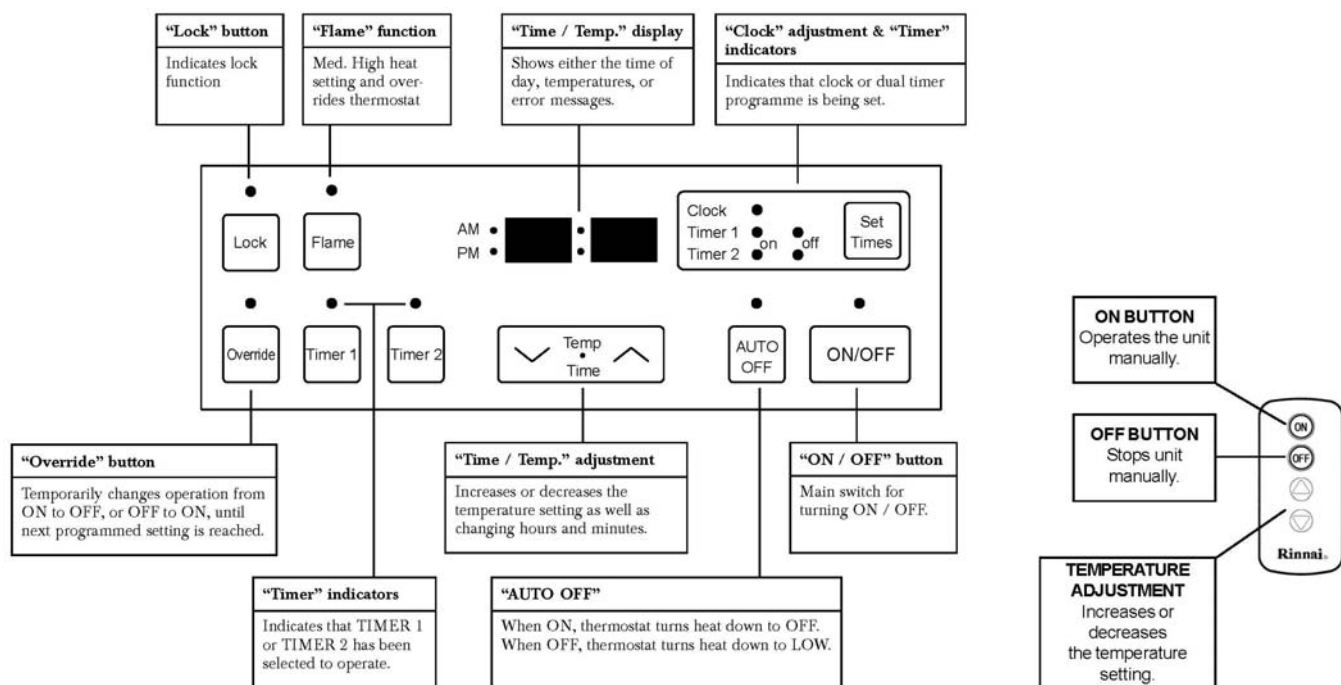 “Lock” button
Indicates lock
function
“Flame” function
Med. High heat
setting and over-
rides thermostat
“Time / Temp.” display
Shows either the time of
day, temperatures, or
error messages.
“Clock” adjustment & “Timer”
indicators
Indicates that clock or dual timer
programme is being set.
Lock
Flame
AM
PM
Clock
Timer 1
Timer 2
on
off
Set
Times
Override
Timer 1
Timer 2
Temp
Time
AUTO
OFF
ON/OFF
“Override” button
Temporarily changes operation from
ON to OFF, or OFF to ON, until
next programmed setting is reached.
“Time / Temp.” adjustment
Increases or decreases the
temperature setting as well as
changing hours and minutes.
“ON / OFF” button
Main switch for
turning ON / OFF.
“Timer” indicators
Indicates that TIMER 1
or TIMER 2 has been
selected to operate.
“AUTO OFF”
When ON, thermostat turns heat down to OFF.
When OFF, thermostat turns heat down to LOW.
ON BUTTON
Operates the unit
manually.
OFF BUTTON
Stops unit
manually.
TEMPERATURE
ADJUSTMENT
Increases or
decreases
the temperature
setting.
ON
OFF
Rinnai